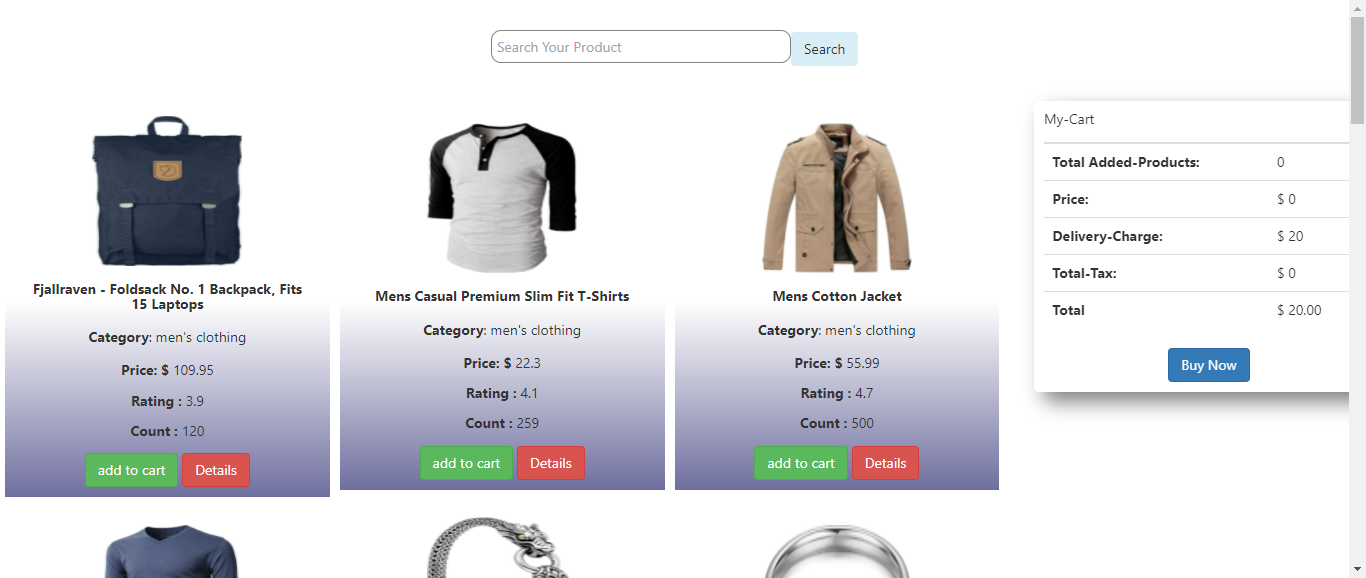 Search Your Product
Search
Fjallraven - Foldsack No. 1 Backpack, Fits
15 Laptops
Category: men's clothing
Price: $ 109.95
Rating : 3.9
Count : 120
add to cart
Details
Mens Casual Premium Slim Fit T-Shirts
Category: men's clothing
Price: $ 22.3
Rating : 4.1
Count : 259
add to cart
Details
Mens Cotton Jacket
Category: men's clothing
Price: $ 55.99
Rating : 4.7
Count : 500
add to cart
Details
My-Cart
Total Added-Products: 0
Price: $ 0
Delivery-Charge: $ 20
Total-Tax: $ 0
Total $ 20.00
Buy Now